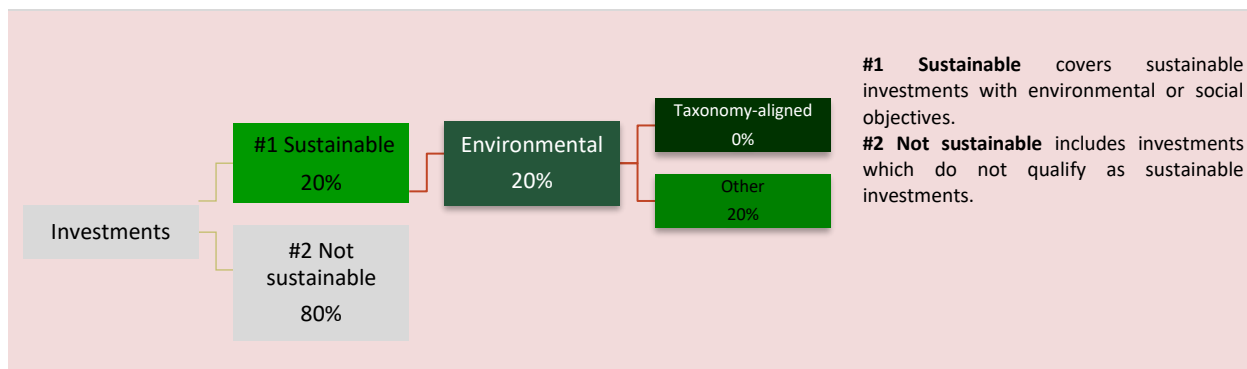 Investments
#1 Sustainable
20%
#2 Not
sustainable
80%
Environmental
20%
Taxonomy-aligned
0%
Other
20%
#1 Sustainable covers sustainable
investments with environmental or social
objectives.
#2 Not sustainable includes investments
which do not qualify as sustainable
investments.